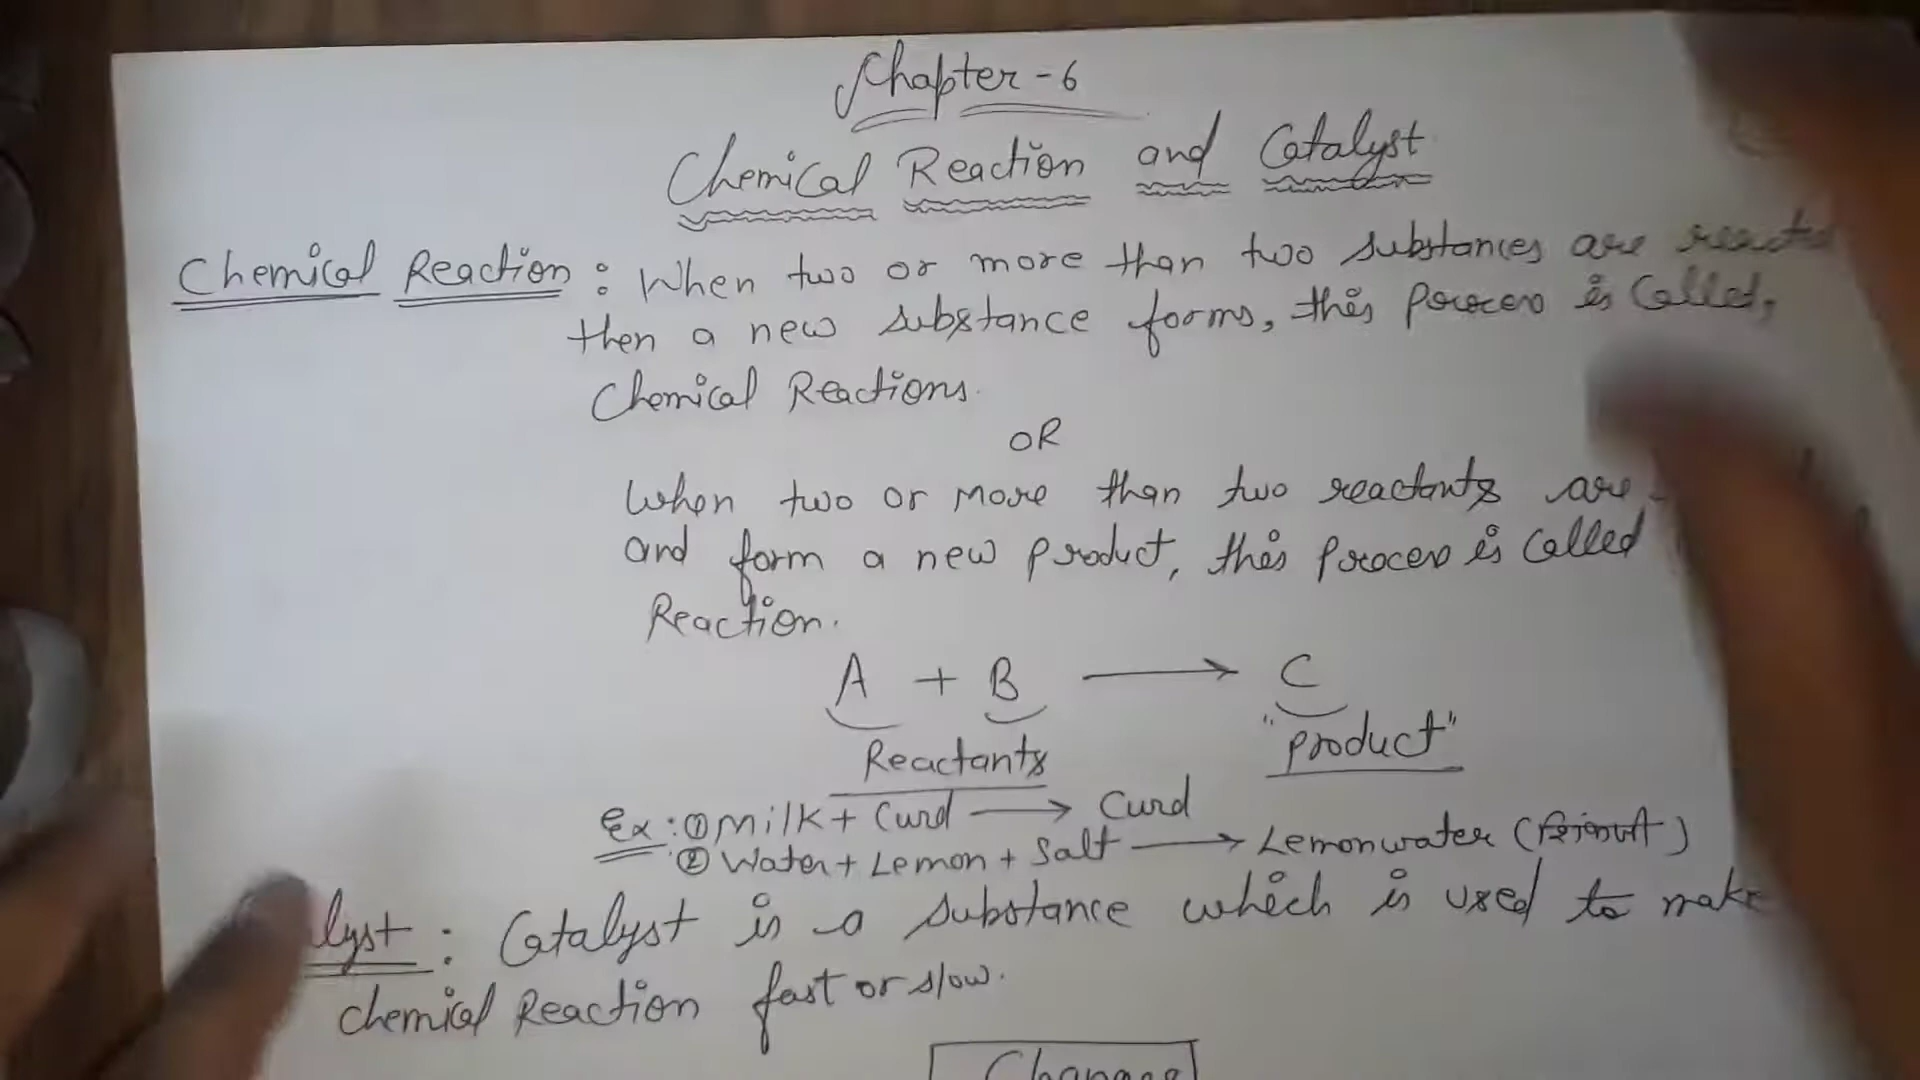 Chapter-6
Chemical Reaction and Catalyst
Chemical Reaction : When two or more than two substances are
then a new substance forms, this process is called,
Chemical Reactions.
OR
When two or more than two reactants are
and form a new product, this process is called
Reaction.
A + B → C
Reactants "product"
Ex : ① Milk + Curd → Curd
② Water + Lemon + Salt → Lemonwater
lyst : Catalyst is a substance which is used to make
chemical Reaction fast or slow.